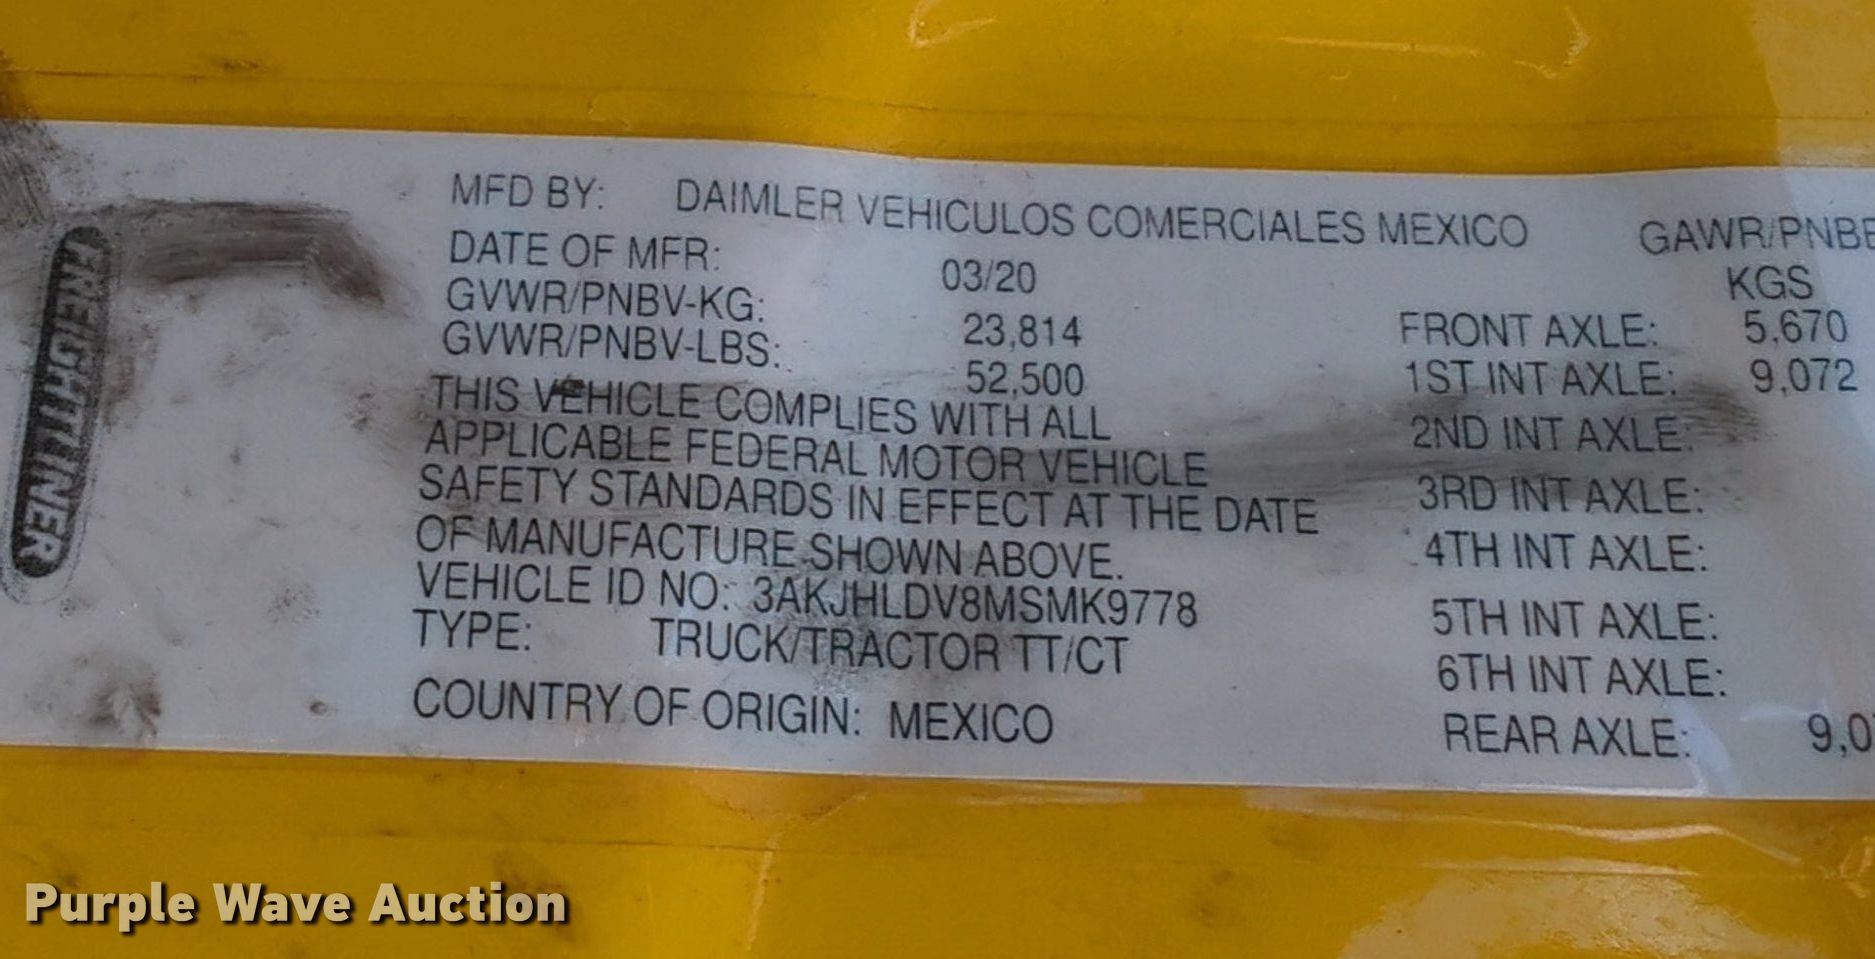 FREIGHTLINER
MFD BY: DAIMLER VEHICULOS COMERCIALES MEXICO
DATE OF MFR: 03/20
GVWR/PNBV-KG: 23,814
GVWR/PNBV-LBS: 52,500
THIS VEHICLE COMPLIES WITH ALL
APPLICABLE FEDERAL MOTOR VEHICLE
SAFETY STANDARDS IN EFFECT AT THE DATE
OF MANUFACTURE SHOWN ABOVE.
VEHICLE ID NO: 3AKJHLDV8MSMK9778
TYPE: TRUCK/TRACTOR TT/CT
COUNTRY OF ORIGIN: MEXICO
GAWR/PNBE
KGS
FRONT AXLE: 5,670
1ST INT AXLE: 9,072
2ND INT AXLE:
3RD INT AXLE:
4TH INT AXLE:
5TH INT AXLE:
6TH INT AXLE:
REAR AXLE: 9,0
Purple Wave Auction